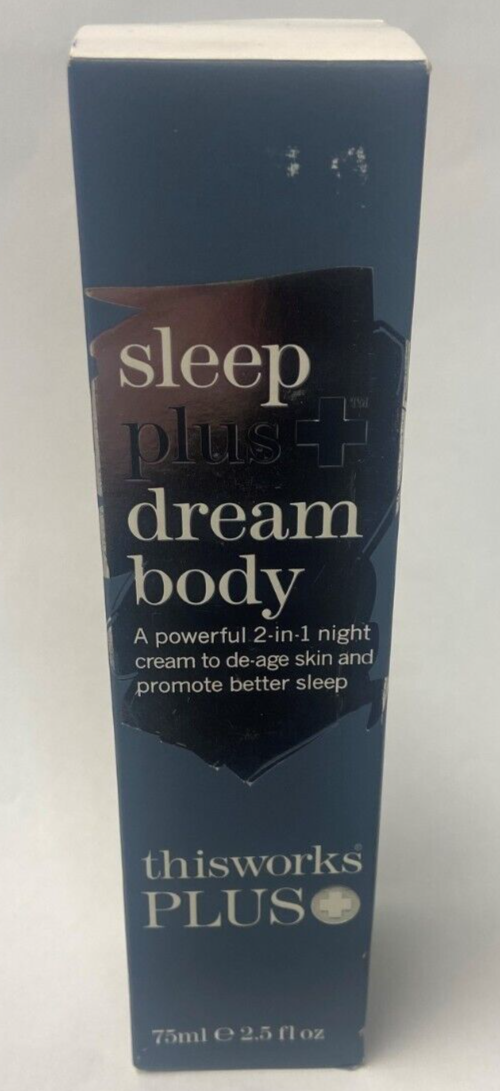 sleep
plus+™
dream
body
A powerful 2-in-1 night
cream to de-age skin and
promote better sleep
thisworks®
PLUS+
75ml ℮ 2.5 fl oz